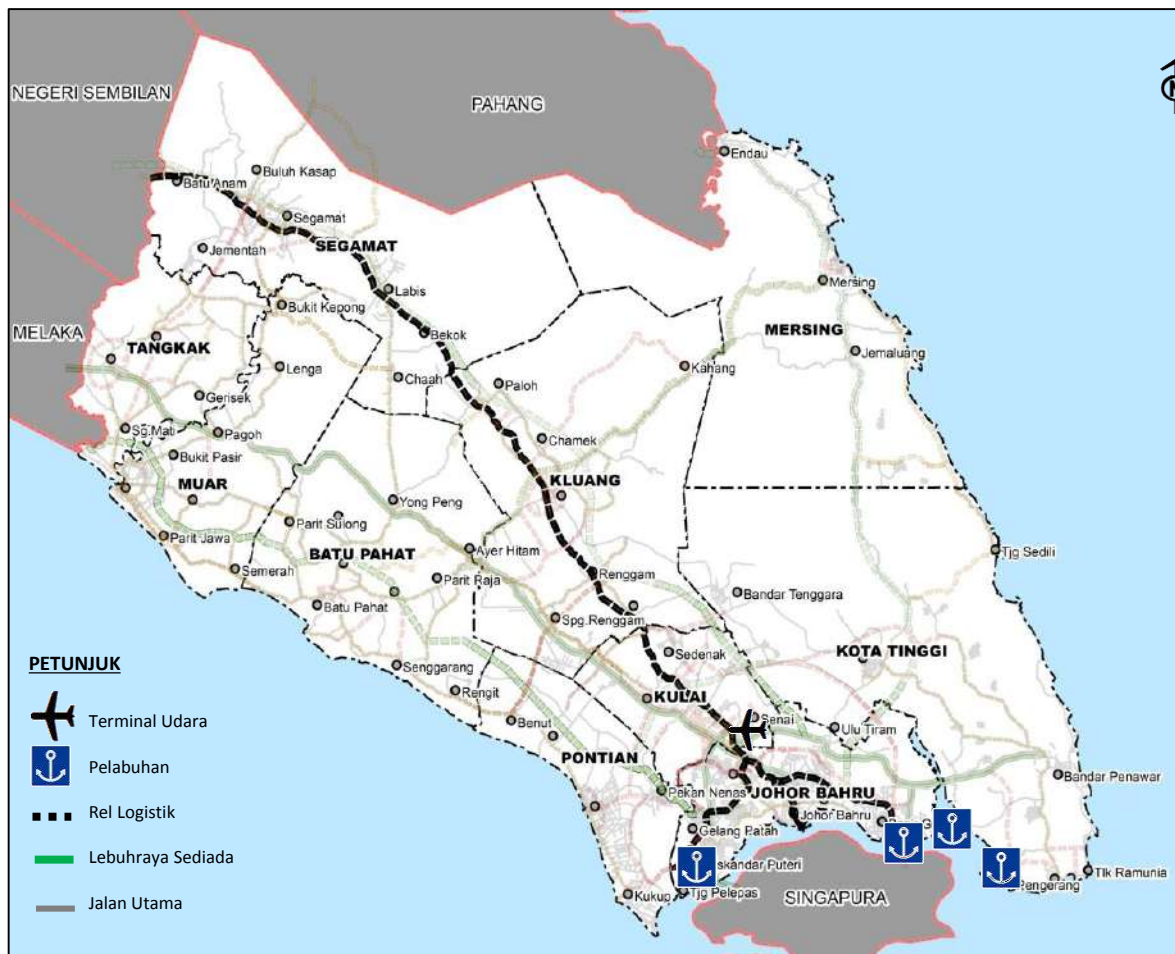 NEGERI SEMBILAN
PAHANG
N
Endau
Buluh Kasap
Batu Anam
Segamat
Jementah
SEGAMAT
Labis
Mersing
Bukit Kepong
MELAKA
Bekok
MERSING
TANGKAK
Jemaluang
Lenga
Kahang
Chaah
Paloh
Gerisek
Sg.Mati
Pagoh
Chamek
Bukit Pasir
KLUANG
MUAR
Yong Peng
Parit Sulong
Parit Jawa
BATU PAHAT
Ayer Hitam
Tjg Sedili
Semerah
Parit Raja
Renggam
Bandar Tenggara
Batu Pahat
Spg.Renggam
Sedenak
KOTA TINGGI
PETUNJUK
Senggarang
Rengit
KULAI
Terminal Udara
Benut
Senai
Ulu Tiram
PONTIAN
Pelabuhan
Bandar Penawar
Pekan Nenas
JOHOR BAHRU
Rel Logistik
Johor Bahru
Gelang Patah
Lebuhraya Sediada
Iskandar Puteri
Tlk Ramunia
Pengerang
Jalan Utama
Kukup
Tjg Pelepas
SINGAPURA